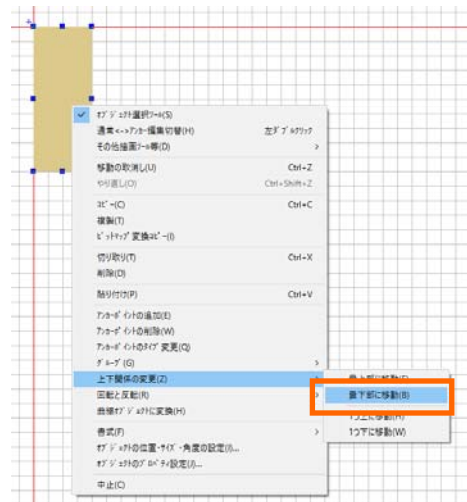 オブジェクト選択ツール(S)
通常<->アンカー編集切替(H) 左ダブルクリック
その他描画ツール等(D)
移動の取消し(U) Ctrl+Z
やり直し(O) Ctrl+Shift+Z
コピー(C) Ctrl+C
複製(T)
ビットマップ変換コピー(I)
切り取り(T) Ctrl+X
削除(D)
貼り付け(P) Ctrl+V
アンカーポイントの追加(E)
アンカーポイントの削除(W)
アンカーポイントのタイプ変更(Q)
グループ(G)
上下関係の変更(Z)
最上部に移動(F)
回転と反転(R)
最下部に移動(B)
曲線オブジェクトに変換(H)
1つ上に移動(H)
書式(F)
1つ下に移動(W)
オブジェクトの位置・サイズ・角度の設定(I)...
オブジェクトのプロパティ設定(J)...
中止(C)